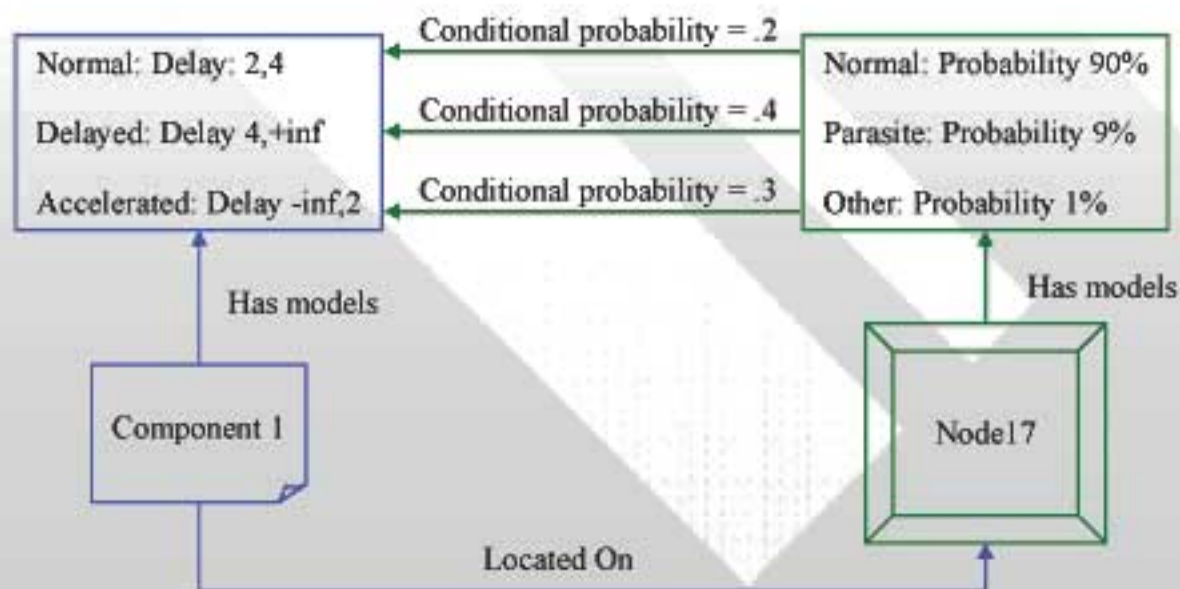 Conditional probability = .2
Normal: Delay: 2,4
Normal: Probability 90%
Conditional probability = .4
Delayed: Delay 4,+inf
Parasite: Probability 9%
Conditional probability = .3
Accelerated: Delay -inf,2
Other: Probability 1%
Has models
Has models
Component 1
Node17
Located On